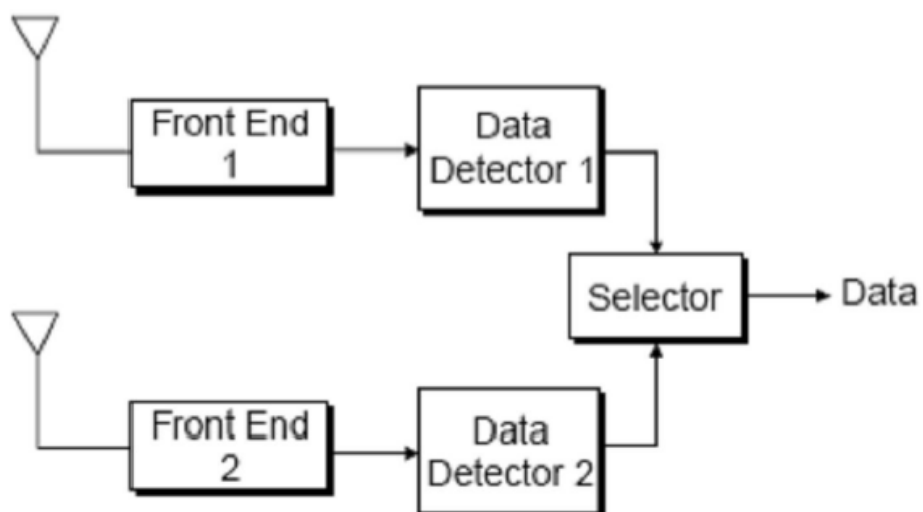 Front End
1
Data
Detector 1
Selector
Data
Front End
2
Data
Detector 2